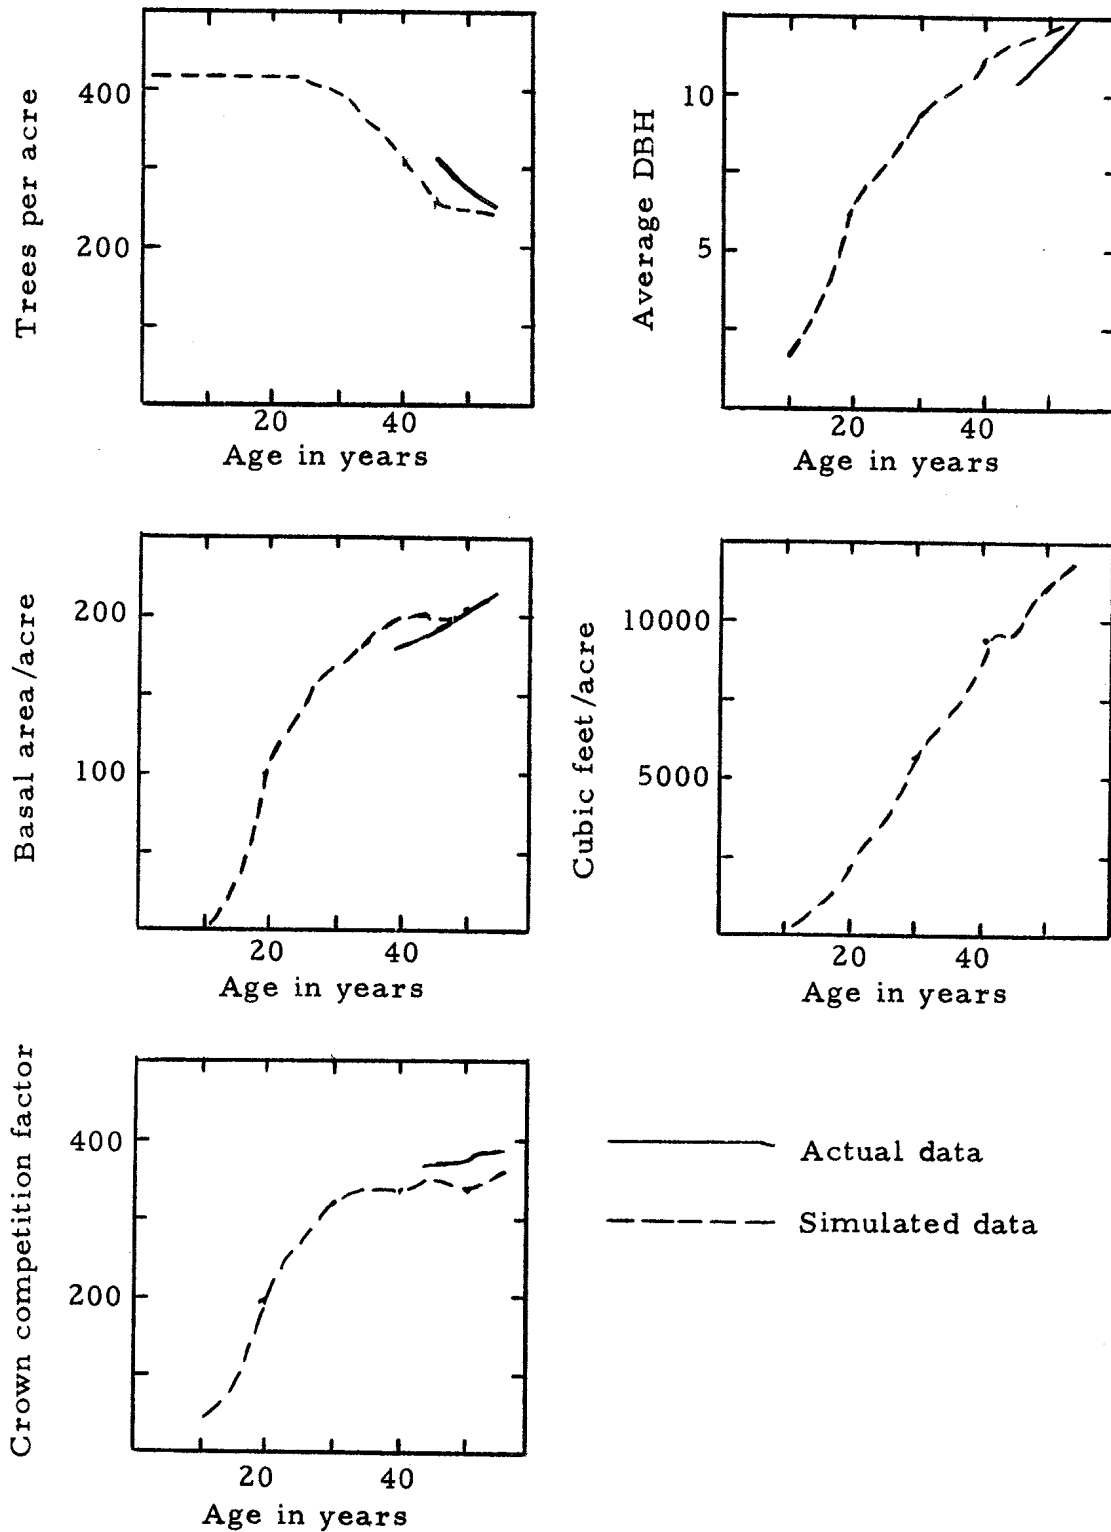 Trees per acre
400
200
20 40
Age in years
Average DBH
10
5
20 40
Age in years
Basal area/acre
200
100
20 40
Age in years
Cubic feet/acre
10000
5000
20 40
Age in years
Crown competition factor
400
200
20 40
Age in years
Actual data
Simulated data